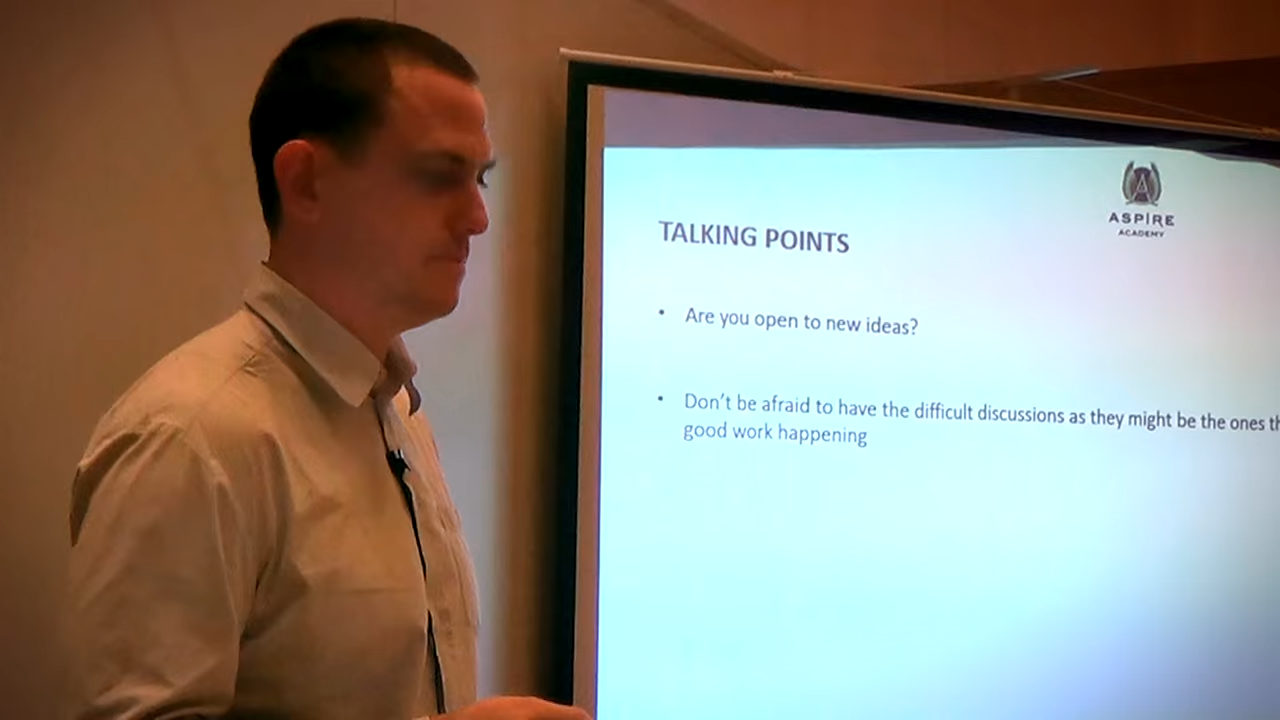 ASPIRE
ACADEMY
TALKING POINTS
• Are you open to new ideas?
• Don't be afraid to have the difficult discussions as they might be the ones
good work happening